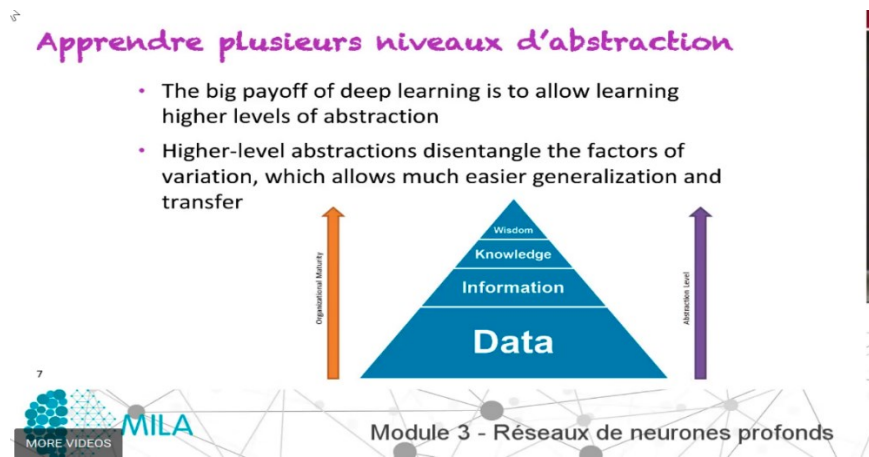 Apprendre plusieurs niveaux d'abstraction
• The big payoff of deep learning is to allow learning
higher levels of abstraction
• Higher-level abstractions disentangle the factors of
variation, which allows much easier generalization and
transfer
Organizational Maturity
Wisdom
Knowledge
Information
Data
Abstraction Level
7
MILA
MORE VIDEOS
Module 3 - Réseaux de neurones profonds